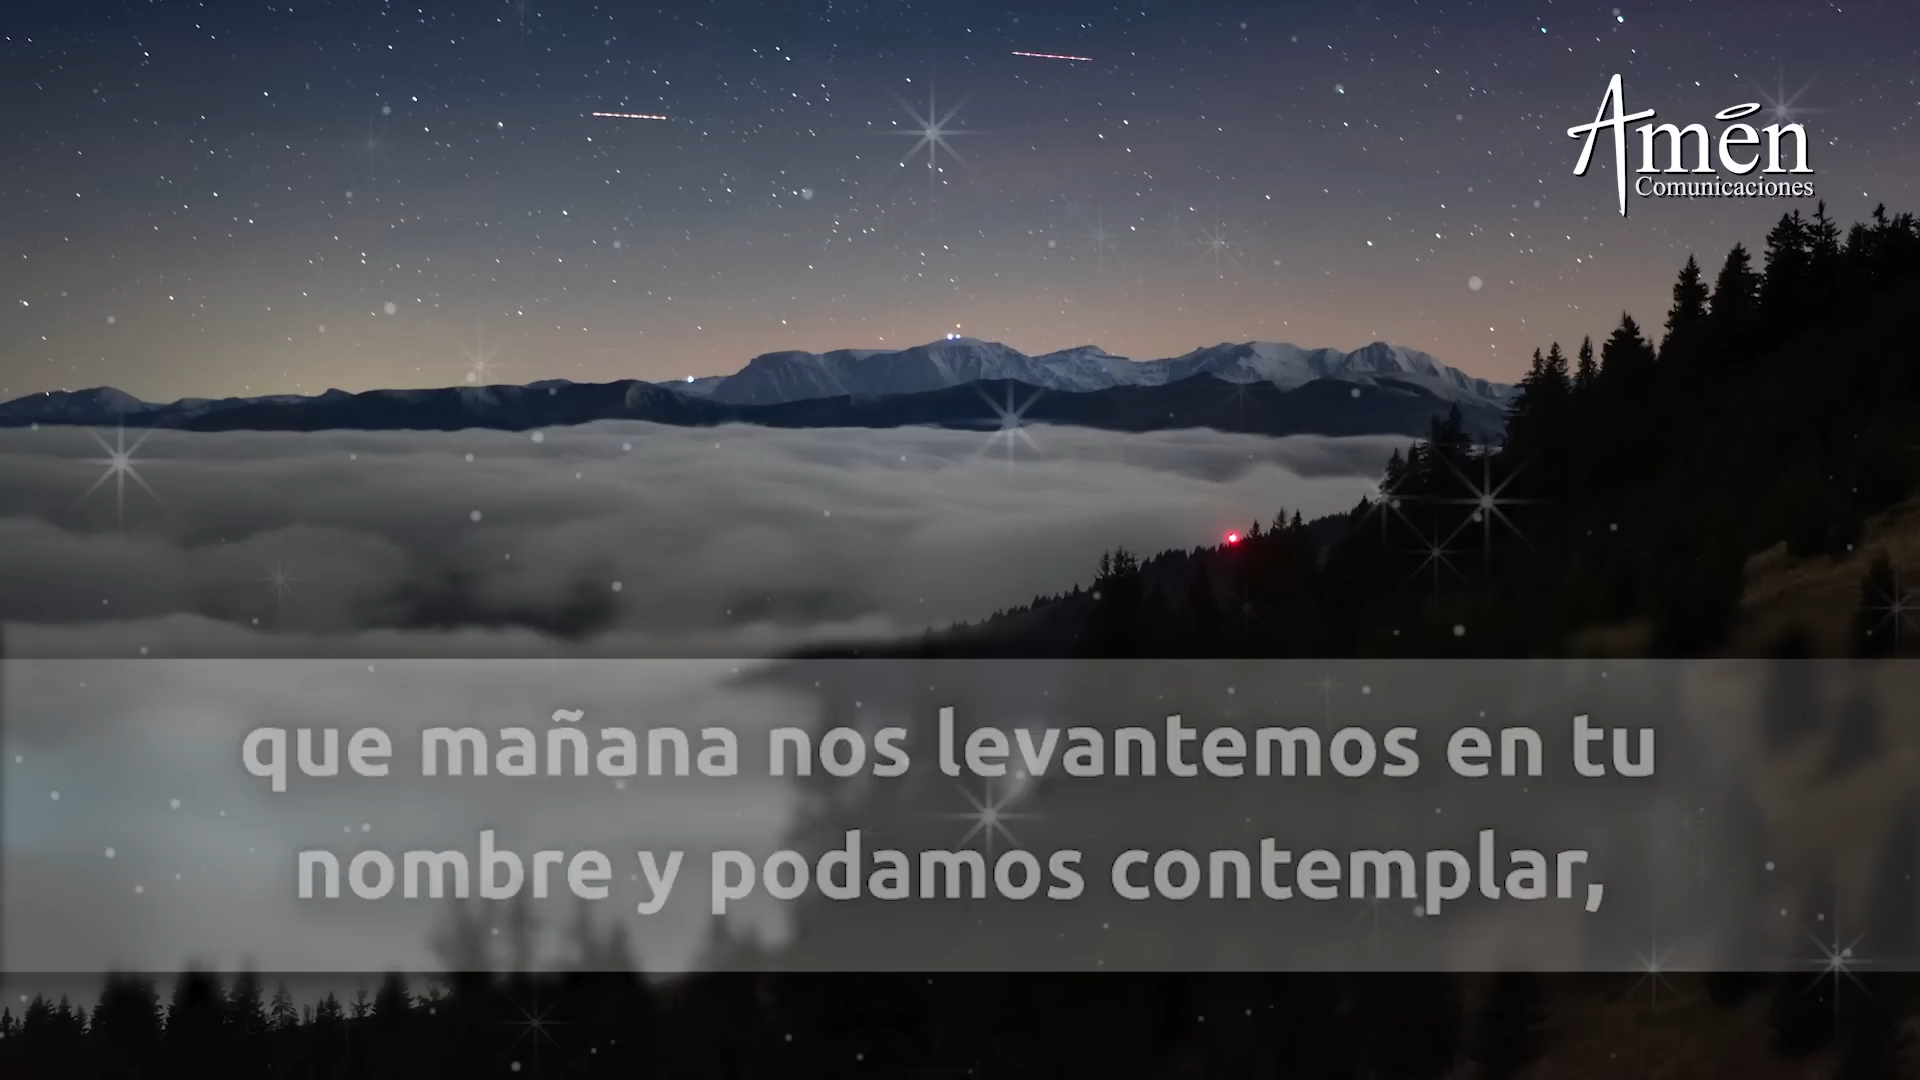 Amén
Comunicaciones
que mañana nos levantemos en tu
nombre y podamos contemplar,